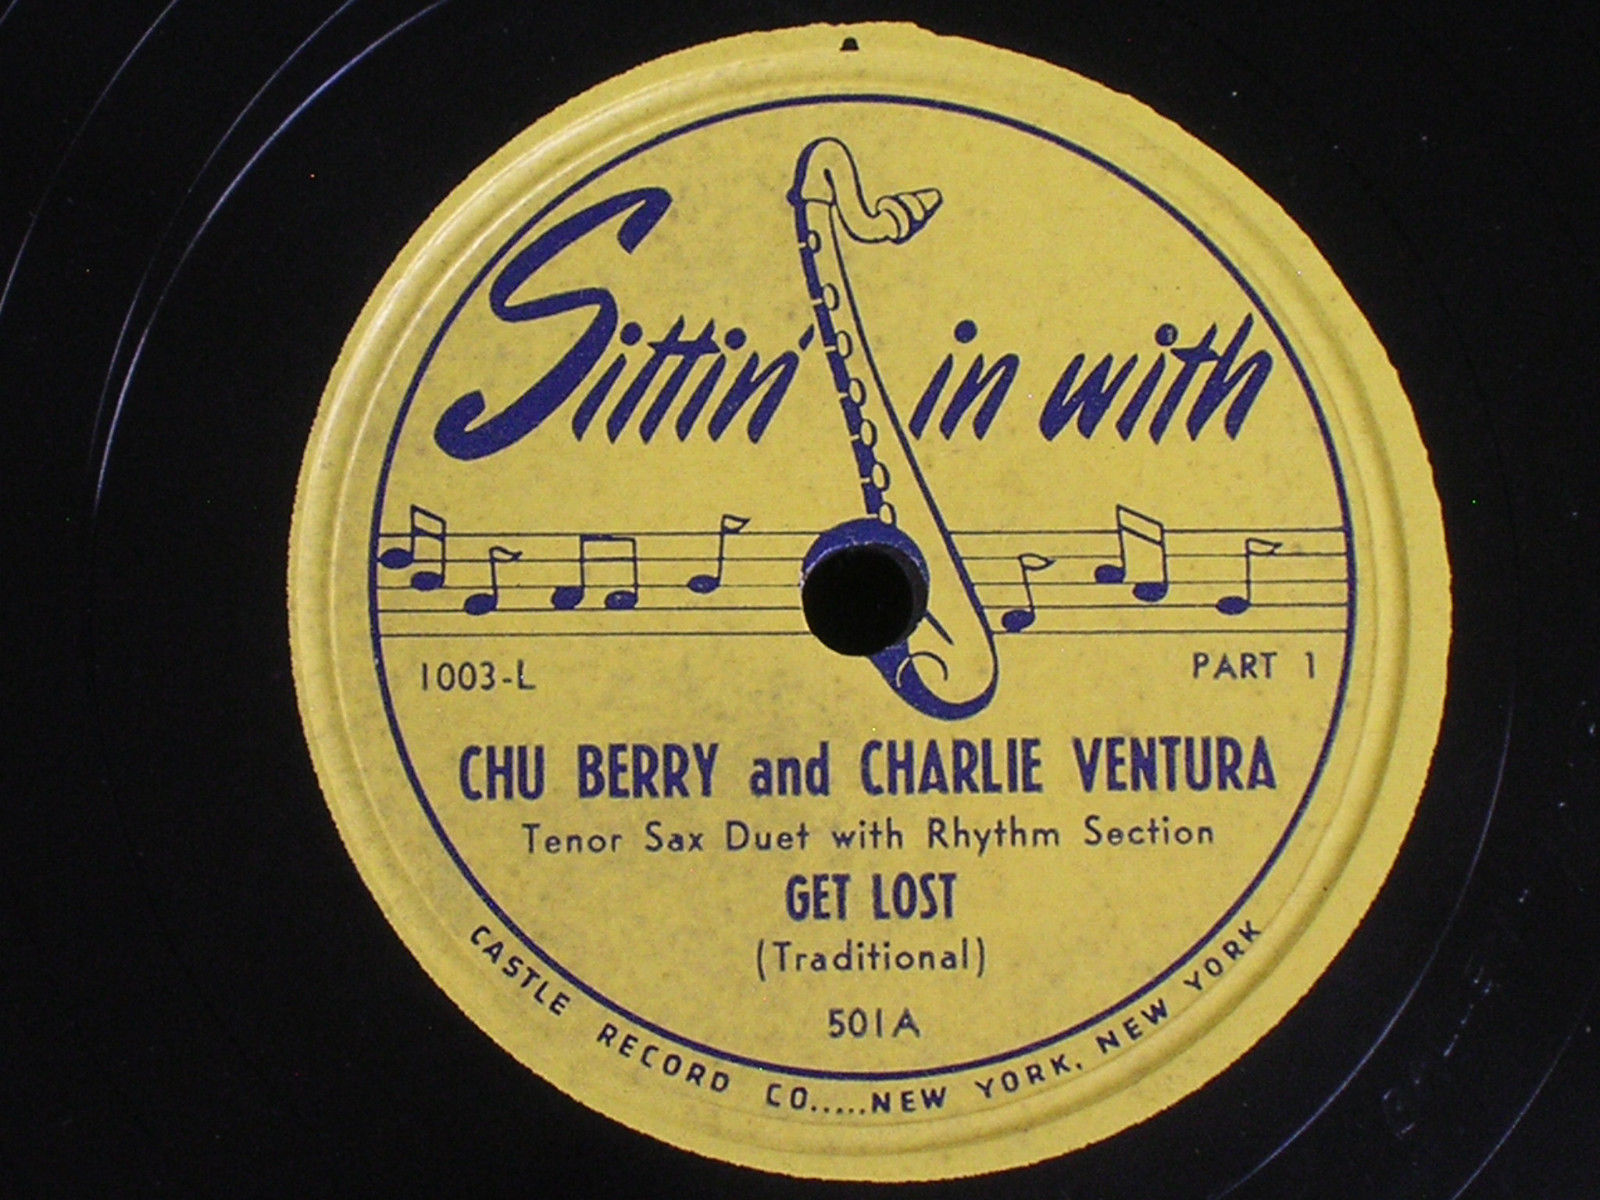 Sittin' in with
1003-L
PART 1
CHU BERRY and CHARLIE VENTURA
Tenor Sax Duet with Rhythm Section
GET LOST
(Traditional)
501A
CASTLE RECORD CO.....NEW YORK, NEW YORK